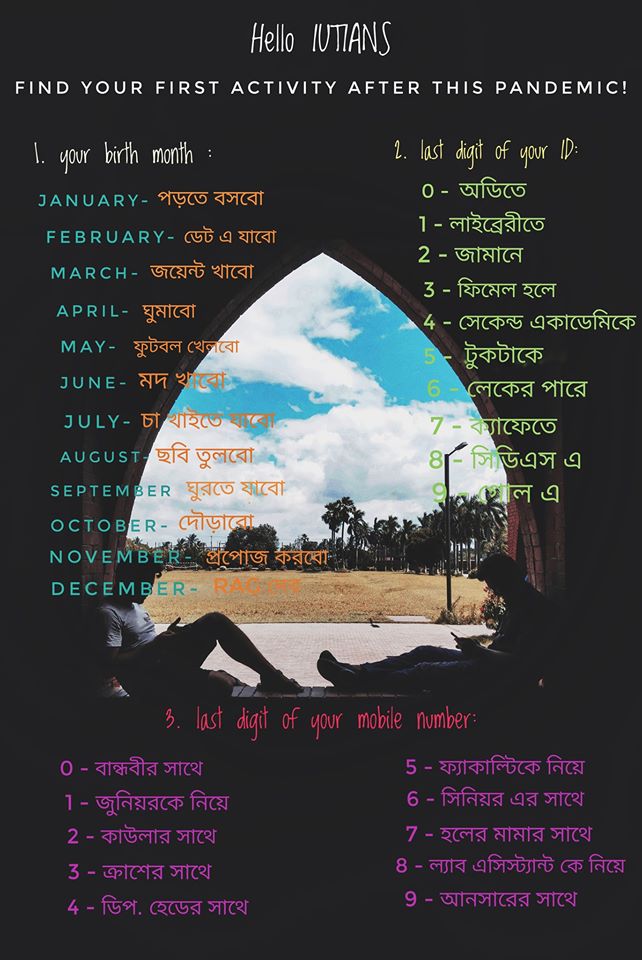 Hello IUTIANS
FIND YOUR FIRST ACTIVITY AFTER THIS PANDEMIC!
1. your birth month :
JANUARY- পড়তে বসবো
FEBRUARY- ডেট এ যাবো
MARCH- জয়েন্ট খাবো
APRIL- ঘুমাবো
MAY- ফুটবল খেলবো
JUNE- মদ খাবো
JULY- চা খাইতে যাবো
AUGUST- ছবি তুলবো
SEPTEMBER ঘুরতে যাবো
OCTOBER- দৌড়াবো
NOVEMBER- প্রপোজ করবো
DECEMBER- RAG
2. last digit of your ID:
0 - অডিতে
1 - লাইব্রেরীতে
2 - জামানে
3 - ফিমেল হলে
4 - সেকেন্ড একাডেমিকে
5 - টুকটাকে
6 - লেকের পারে
7 - ক্যাফেতে
8 - সিডিএস এ
9 - গোল এ
3. last digit of your mobile number:
0 - বান্ধবীর সাথে
1 - জুনিয়রকে নিয়ে
2 - কাউলার সাথে
3 - ক্রাশের সাথে
4 - ডিপ. হেডের সাথে
5 - ফ্যাকাল্টিকে নিয়ে
6 - সিনিয়র এর সাথে
7 - হলের মামার সাথে
8 - ল্যাব এসিস্ট্যান্ট কে নিয়ে
9 - আনসারের সাথে